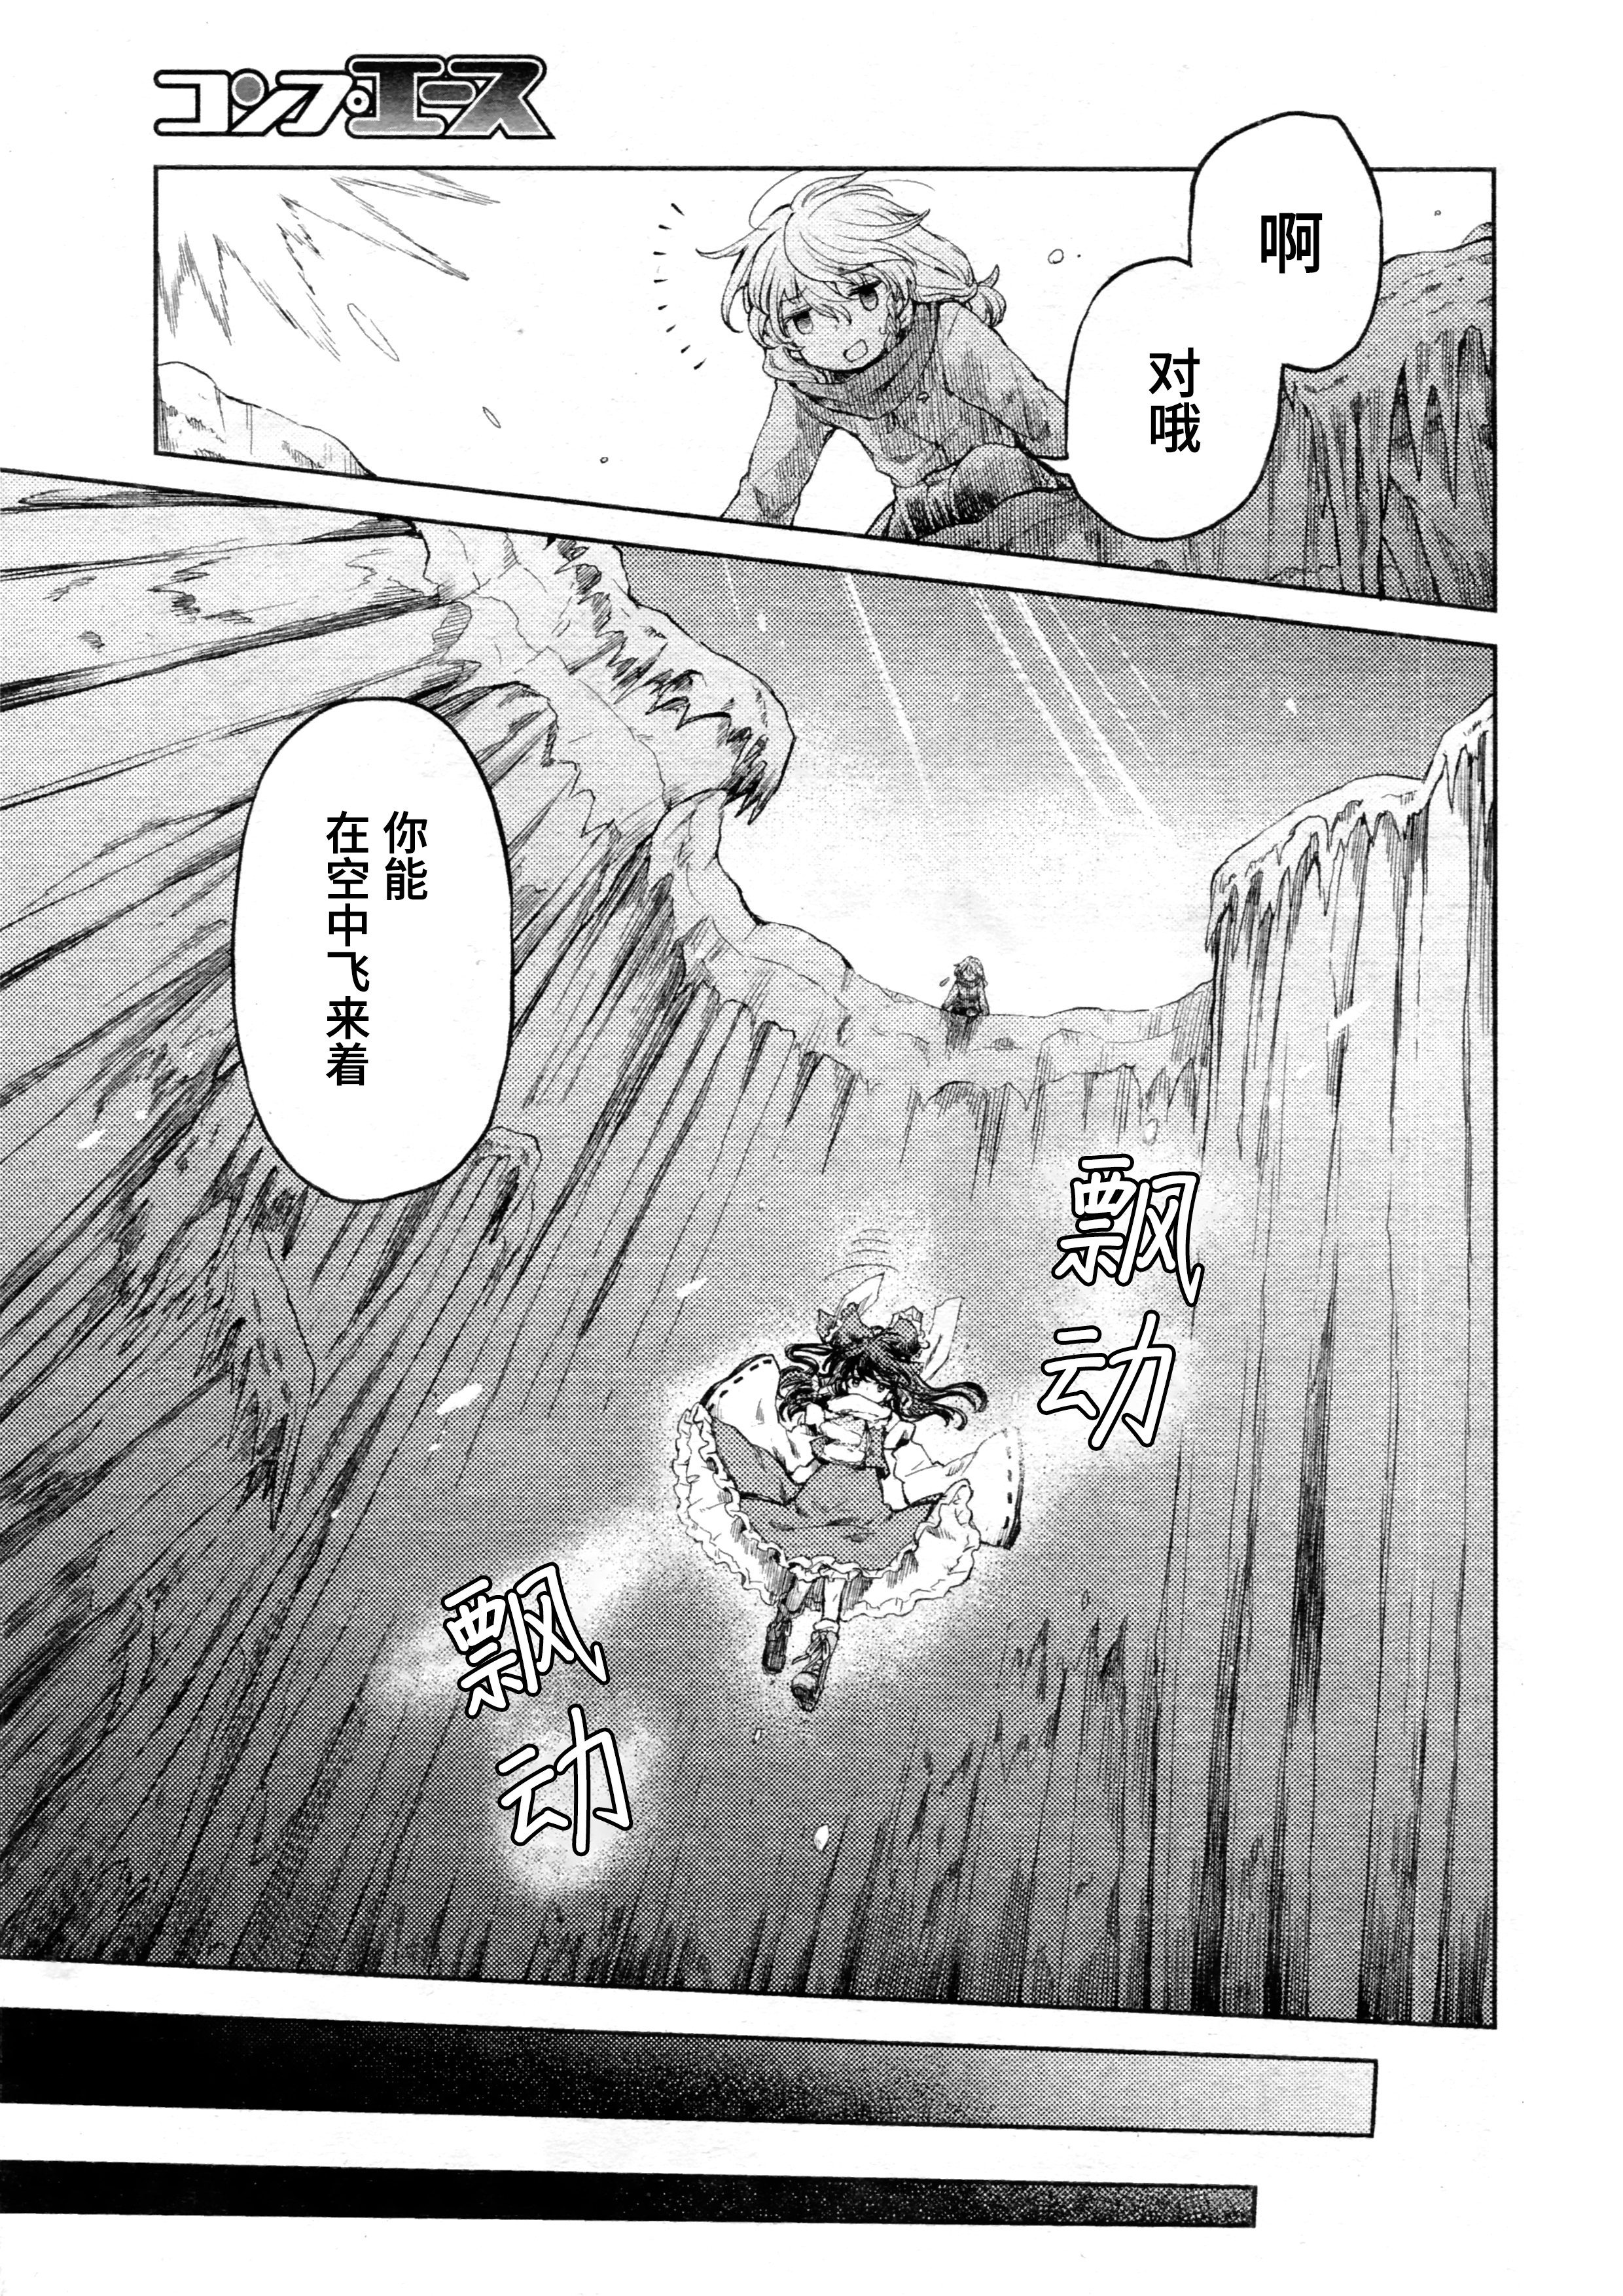 コンプ・エース
啊
对哦
你能
在空中飞来着
飘动
飘动